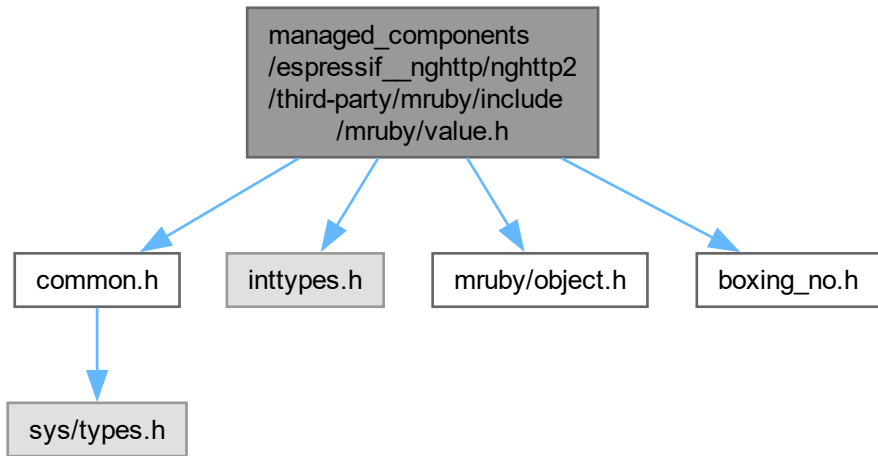 managed_components
/espressif__nghttp/nghttp2
/third-party/mruby/include
/mruby/value.h
common.h
inttypes.h
mruby/object.h
boxing_no.h
sys/types.h